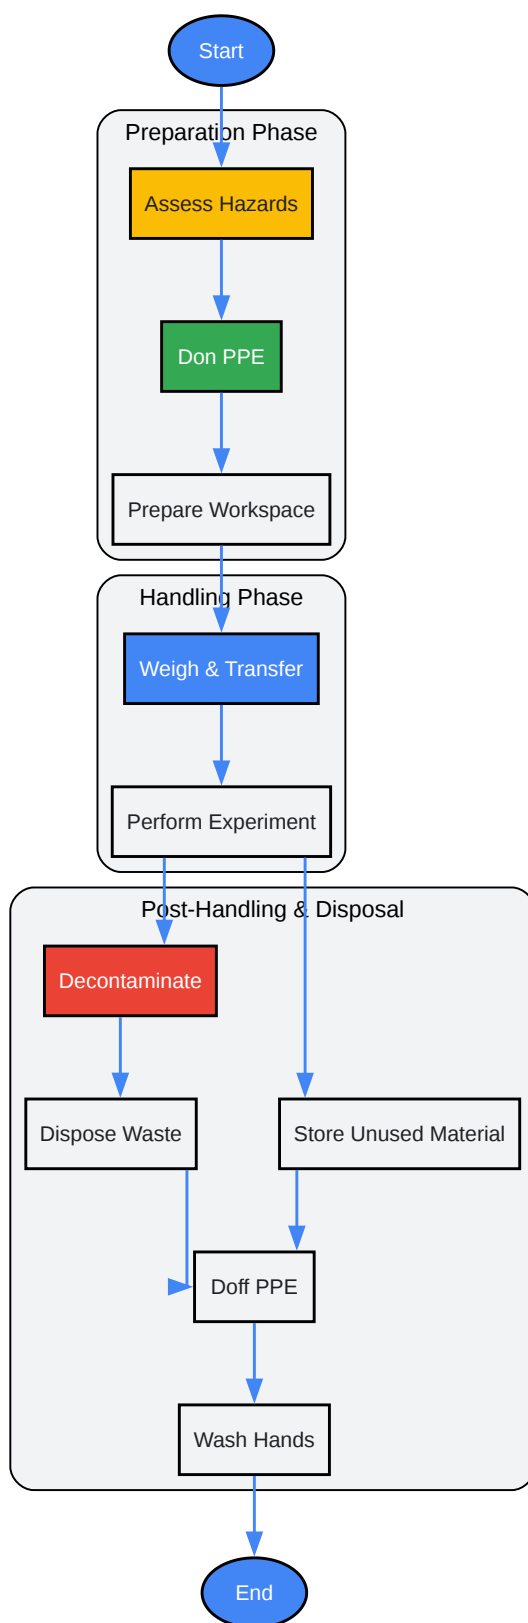 Start
Preparation Phase
Assess Hazards
Don PPE
Prepare Workspace
Handling Phase
Weigh & Transfer
Perform Experiment
Post-Handling & Disposal
Decontaminate
Dispose Waste
Store Unused Material
Doff PPE
Wash Hands
End